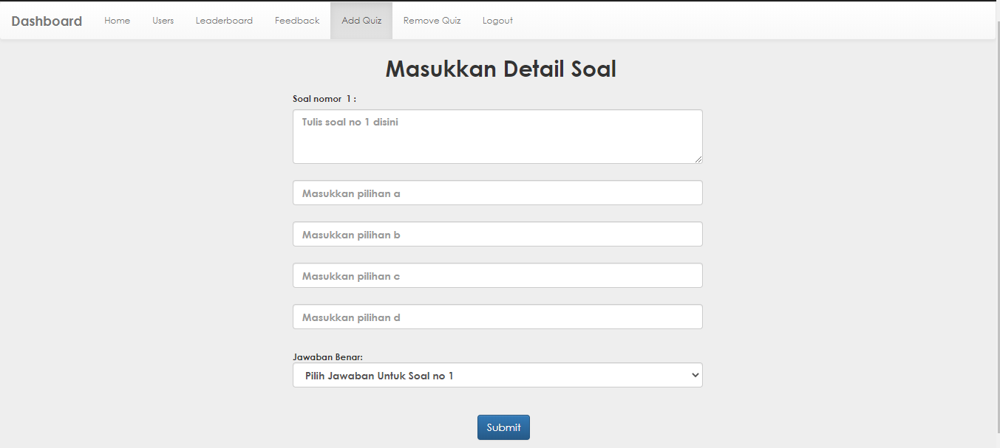 Dashboard Home Users Leaderboard Feedback Add Quiz Remove Quiz Logout
Masukkan Detail Soal
Soal nomor 1 :
Tulis soal no 1 disini
Masukkan pilihan a
Masukkan pilihan b
Masukkan pilihan c
Masukkan pilihan d
Jawaban Benar:
Pilih Jawaban Untuk Soal no 1
Submit